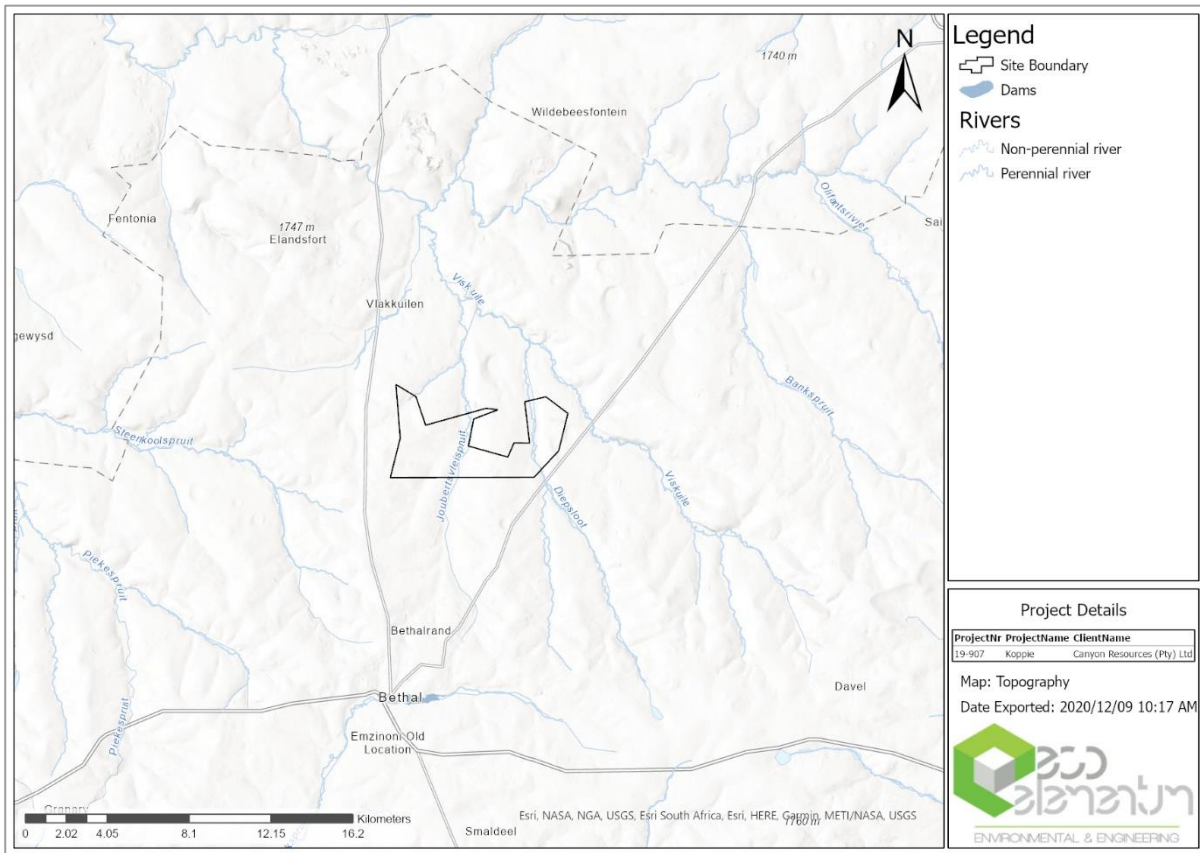 1740 m
N
Wildebeesfontein
Olifantsrivier
Fentonia
1747 m
Elandsfort
Viskuile
Vlakkuilen
gewysd
Bankspruit
Steenkoolspruit
Joubertsvleispruit
Viskuile
Diepsloof
Piekespruit
Bethalrand
Davel
Bethal
Piekespruit
Emzinoni Old
Location
Kilometers
0 2.02 4.05 8.1 12.15 16.2
Smaldeel
1760 m
Esri, NASA, NGA, USGS, Esri South Africa, Esri, HERE, Garmin, METI/NASA, USGS
Legend
Site Boundary
Dams
Rivers
Non-perennial river
Perennial river
Project Details
ProjectNr ProjectName ClientName
19-907 Koppie Canyon Resources (Pty) Ltd
Map: Topography
Date Exported: 2020/12/09 10:17 AM
eco
elementum
ENVIRONMENTAL & ENGINEERING